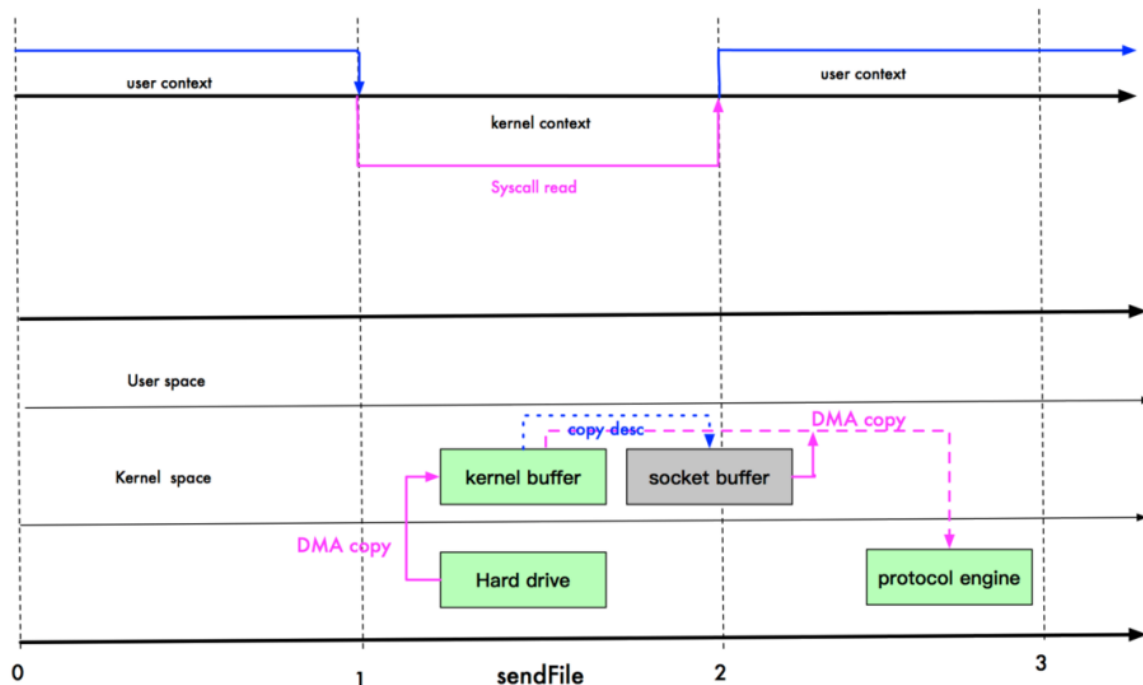 user context
user context
kernel context
Syscall read
User space
copy desc
DMA copy
kernel buffer
socket buffer
Kernel space
DMA copy
Hard drive
protocol engine
0
1
sendFile
2
3